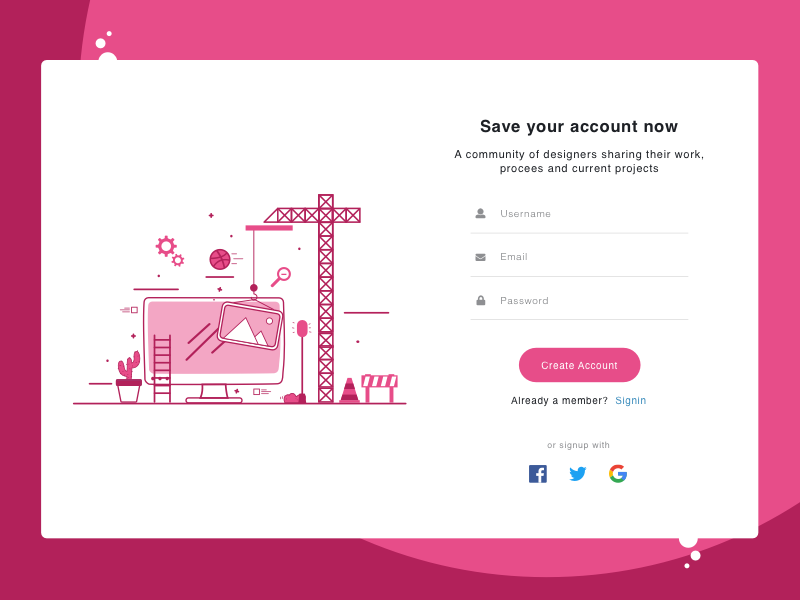 Save your account now
A community of designers sharing their work,
procees and current projects
Username
Email
Password
Create Account
Already a member? Signin
or signup with